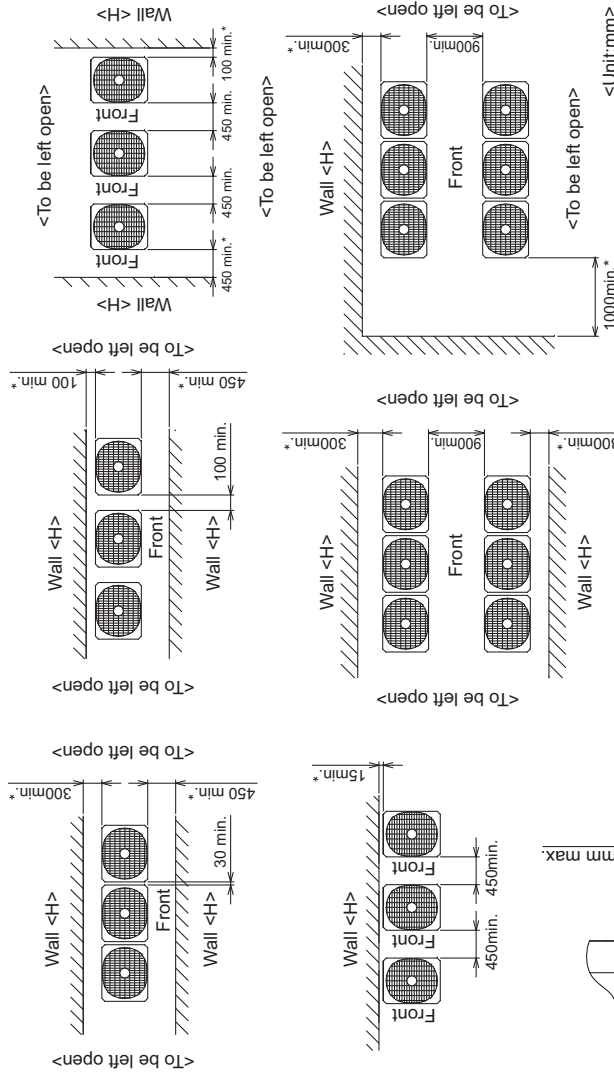 <To be left open>
Wall <H>
300min.*
450 min.*
30 min.
Front
Wall <H>
<To be left open>
<To be left open>
Wall <H>
100 min.*
450 min.*
100 min.
Front
Wall <H>
<To be left open>
<To be left open>
Wall <H>
Wall <H>
Front
Front
Front
450 min.*
450 min.
450 min.
100 min.*
<To be left open>
Wall <H>
15min.*
Front
Front
Front
450min.
450min.
<To be left open>
Wall <H>
300min.*
900min.
Front
Wall <H>
<To be left open>
<To be left open>
Wall <H>
300min.*
900min.
Front
1000min.*
<To be left open>
<Unit:mm>
mm max.